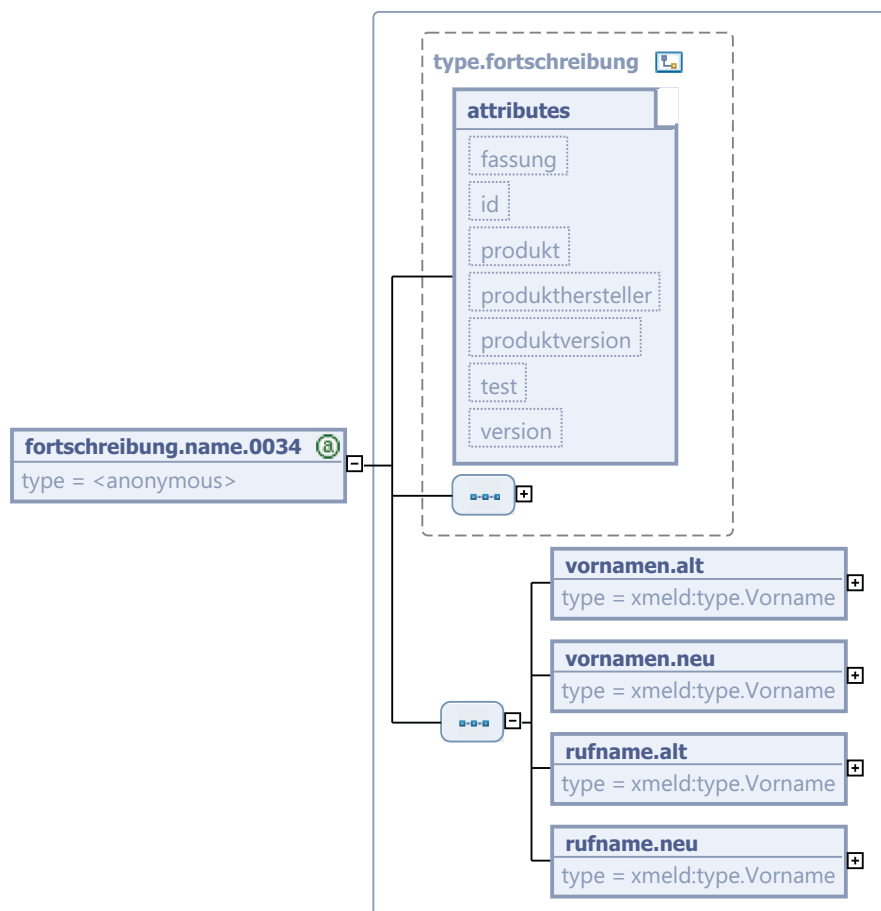 type.fortschreibung
attributes
fassung
id
produkt
produkthersteller
produktversion
test
version
fortschreibung.name.0034 @
type = <anonymous>
vornamen.alt
type = xmeld:type.Vorname
vornamen.neu
type = xmeld:type.Vorname
rufname.alt
type = xmeld:type.Vorname
rufname.neu
type = xmeld:type.Vorname